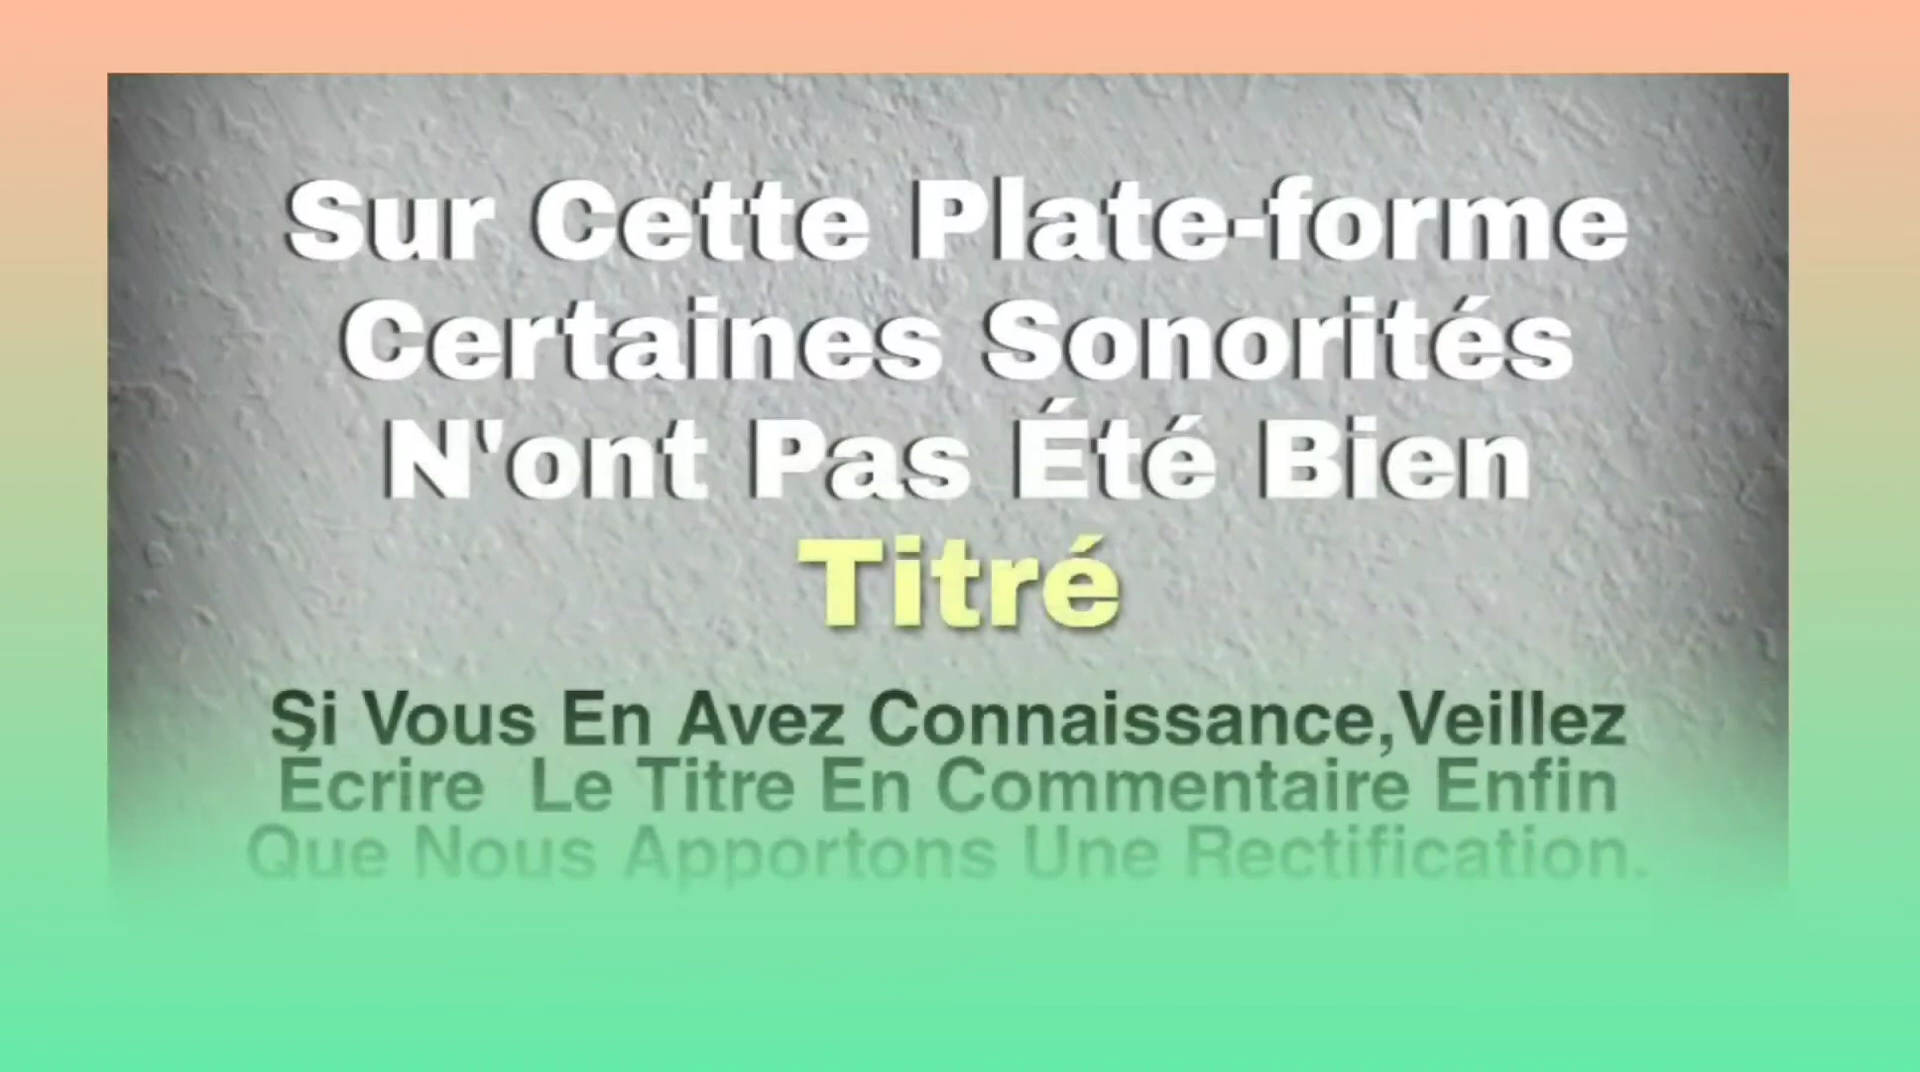 Sur Cette Plate-forme
Certaines Sonorités
N'ont Pas Été Bien
Titré
Si Vous En Avez Connaissance,Veillez
Écrire  Le Titre En Commentaire Enfin
Que Nous Apportons Une Rectification.